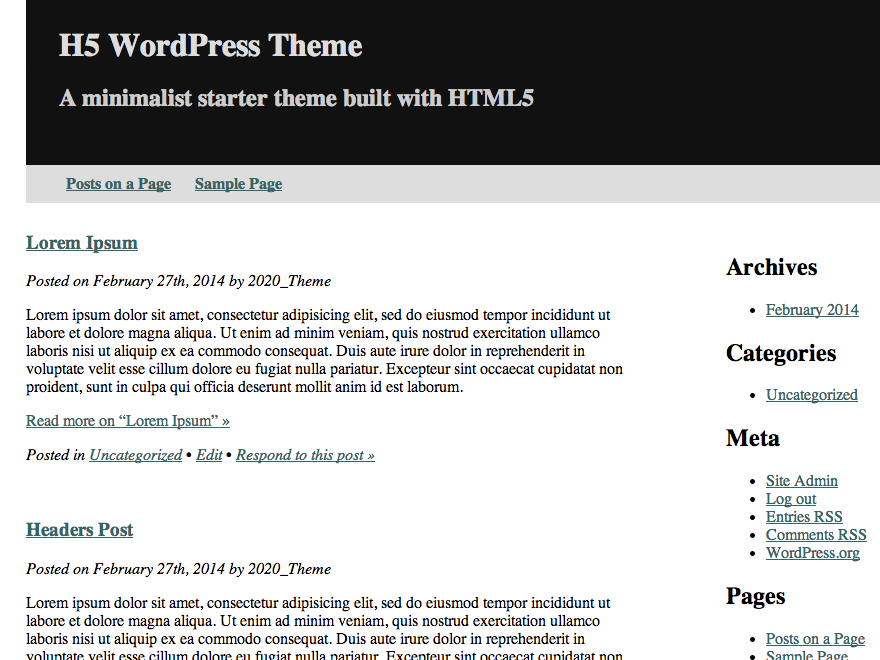 H5 WordPress Theme
A minimalist starter theme built with HTML5
Posts on a Page Sample Page
Lorem Ipsum
Posted on February 27th, 2014 by 2020_Theme
Lorem ipsum dolor sit amet, consectetur adipisicing elit, sed do eiusmod tempor incididunt ut
labore et dolore magna aliqua. Ut enim ad minim veniam, quis nostrud exercitation ullamco
laboris nisi ut aliquip ex ea commodo consequat. Duis aute irure dolor in reprehenderit in
voluptate velit esse cillum dolore eu fugiat nulla pariatur. Excepteur sint occaecat cupidatat non
proident, sunt in culpa qui officia deserunt mollit anim id est laborum.
Read more on “Lorem Ipsum” »
Posted in Uncategorized • Edit • Respond to this post »
Headers Post
Posted on February 27th, 2014 by 2020_Theme
Lorem ipsum dolor sit amet, consectetur adipisicing elit, sed do eiusmod tempor incididunt ut
labore et dolore magna aliqua. Ut enim ad minim veniam, quis nostrud exercitation ullamco
laboris nisi ut aliquip ex ea commodo consequat. Duis aute irure dolor in reprehenderit in
voluptate velit esse cillum dolore eu fugiat nulla pariatur. Excepteur sint occaecat cupidatat non
Archives
• February 2014
Categories
• Uncategorized
Meta
• Site Admin
• Log out
• Entries RSS
• Comments RSS
• WordPress.org
Pages
• Posts on a Page
• Sample Page